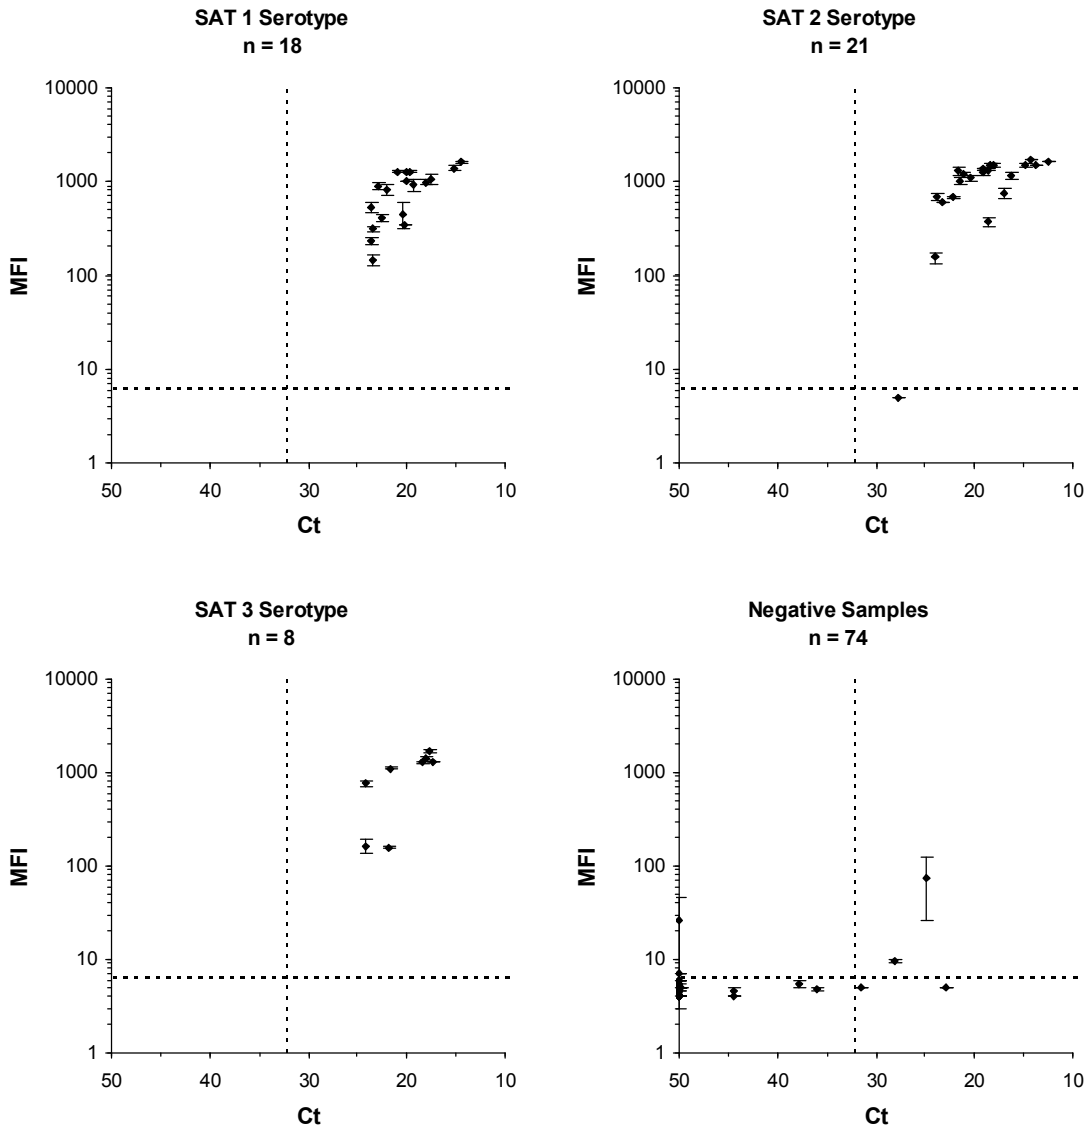 SAT 1 Serotype
n = 18
10000
1000
100
10
1
MFI
50 40 30 20 10
Ct
SAT 2 Serotype
n = 21
10000
1000
100
10
1
MFI
50 40 30 20 10
Ct
SAT 3 Serotype
n = 8
10000
1000
100
10
1
MFI
50 40 30 20 10
Ct
Negative Samples
n = 74
10000
1000
100
10
1
MFI
50 40 30 20 10
Ct